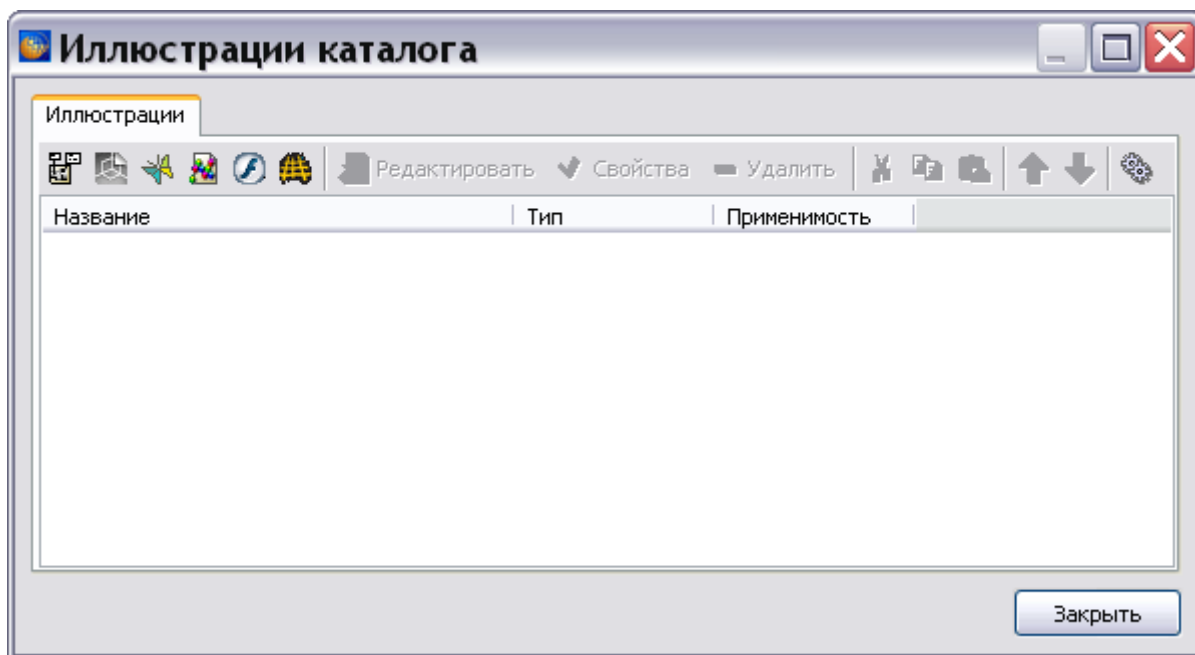 Иллюстрации каталога
Иллюстрации
Редактировать Свойства Удалить
Название Тип Применимость
Закрыть